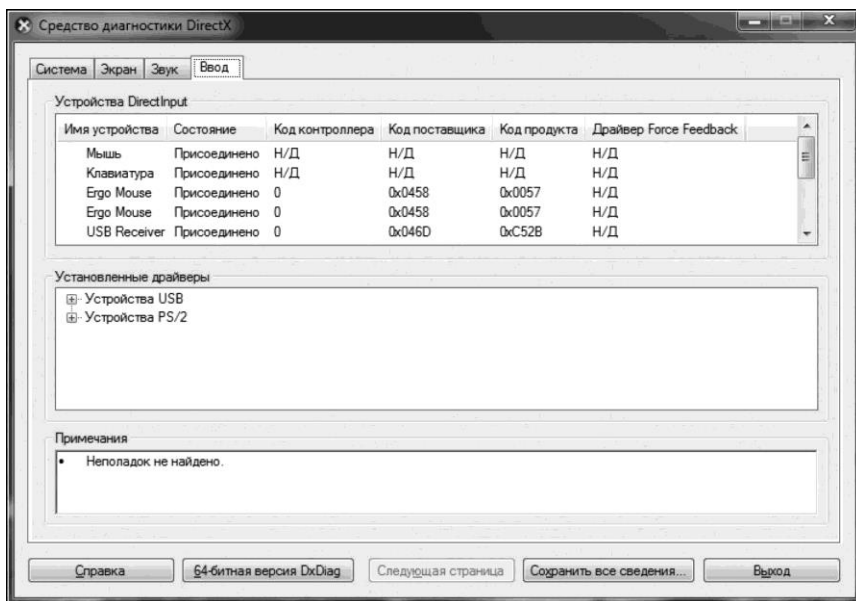 Средство диагностики DirectX
Система Экран Звук Ввод
Устройства DirectInput
Имя устройства Состояние Код контроллера Код поставщика Код продукта Драйвер Force Feedback
Мышь Присоединено Н/Д Н/Д Н/Д Н/Д
Клавиатура Присоединено Н/Д Н/Д Н/Д Н/Д
Ergo Mouse Присоединено 0 0x0458 0x0057 Н/Д
Ergo Mouse Присоединено 0 0x0458 0x0057 Н/Д
USB Receiver Присоединено 0 0x046D 0xC52B Н/Д
Установленные драйверы
Устройства USB
Устройства PS/2
Примечания
• Неполадок не найдено.
Справка 64-битная версия DxDiag Следующая страница Сохранить все сведения... Выход